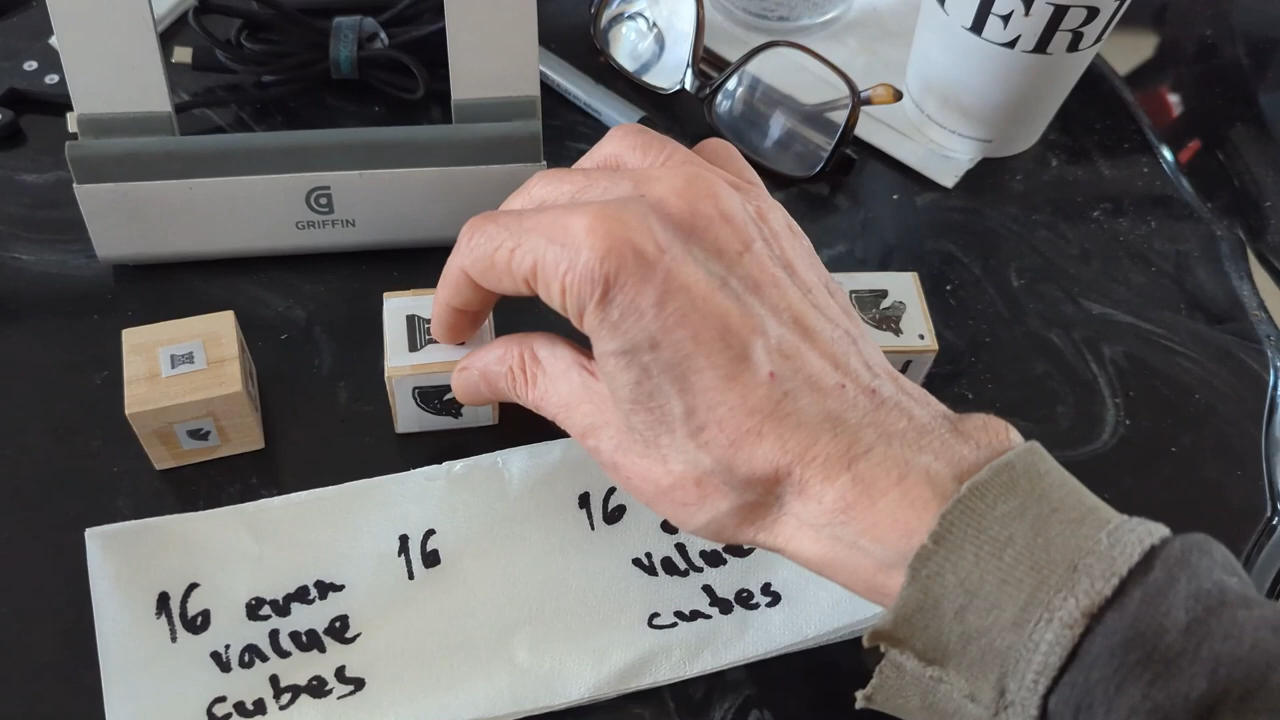 GRIFFIN
16 even
value
cubes
16
16
value
cubes